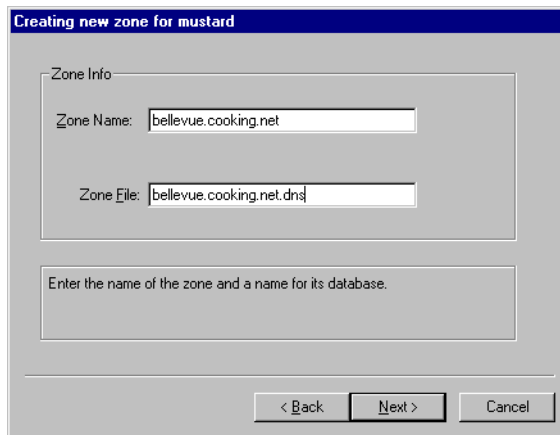 Creating new zone for mustard
Zone Info
Zone Name: bellevue.cooking.net
Zone File: bellevue.cooking.net.dns
Enter the name of the zone and a name for its database.
< Back Next > Cancel